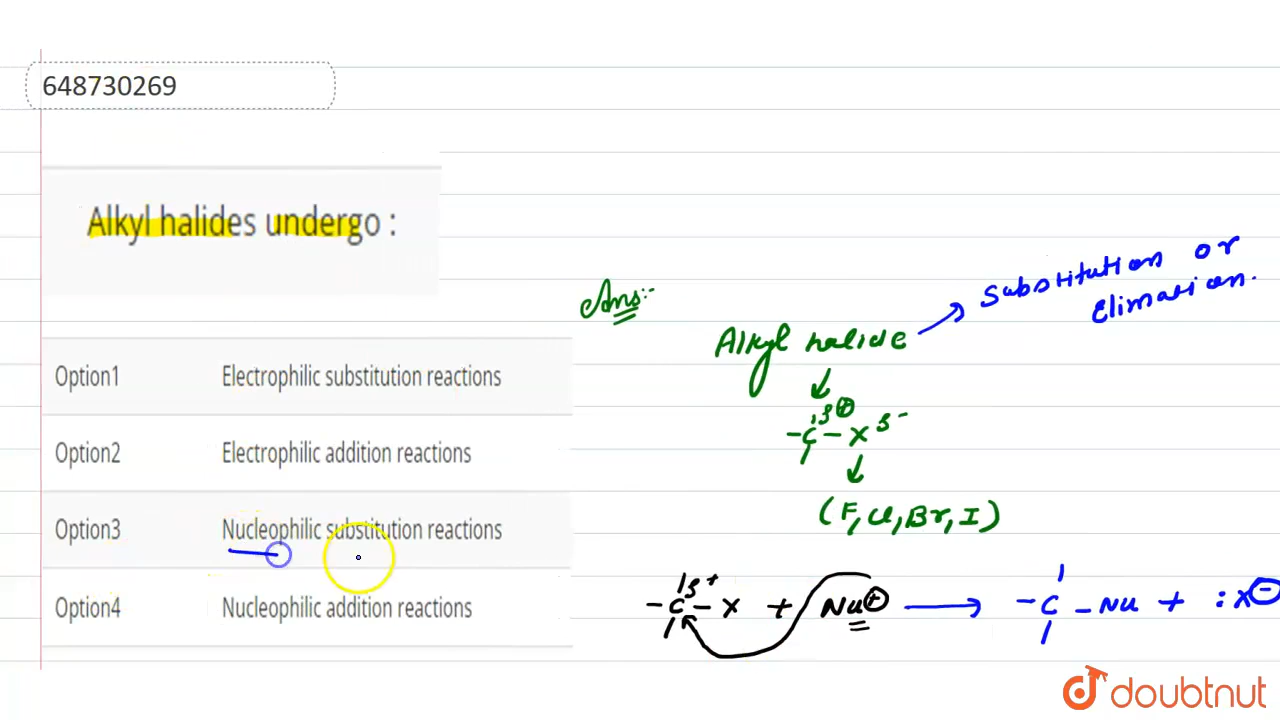 648730269
Alkyl halides undergo :
Option1 Electrophilic substitution reactions
Option2 Electrophilic addition reactions
Option3 Nucleophilic substitution reactions
Option4 Nucleophilic addition reactions
Ans:-
Alkyl halide → Substitution or
Elimation.
↓
-C^δ⊕ - X^δ-
↓
(F, Cl, Br, I)
-C^δ+ - X + Nu⊕ → -C - Nu + :X⊖
doubtnut